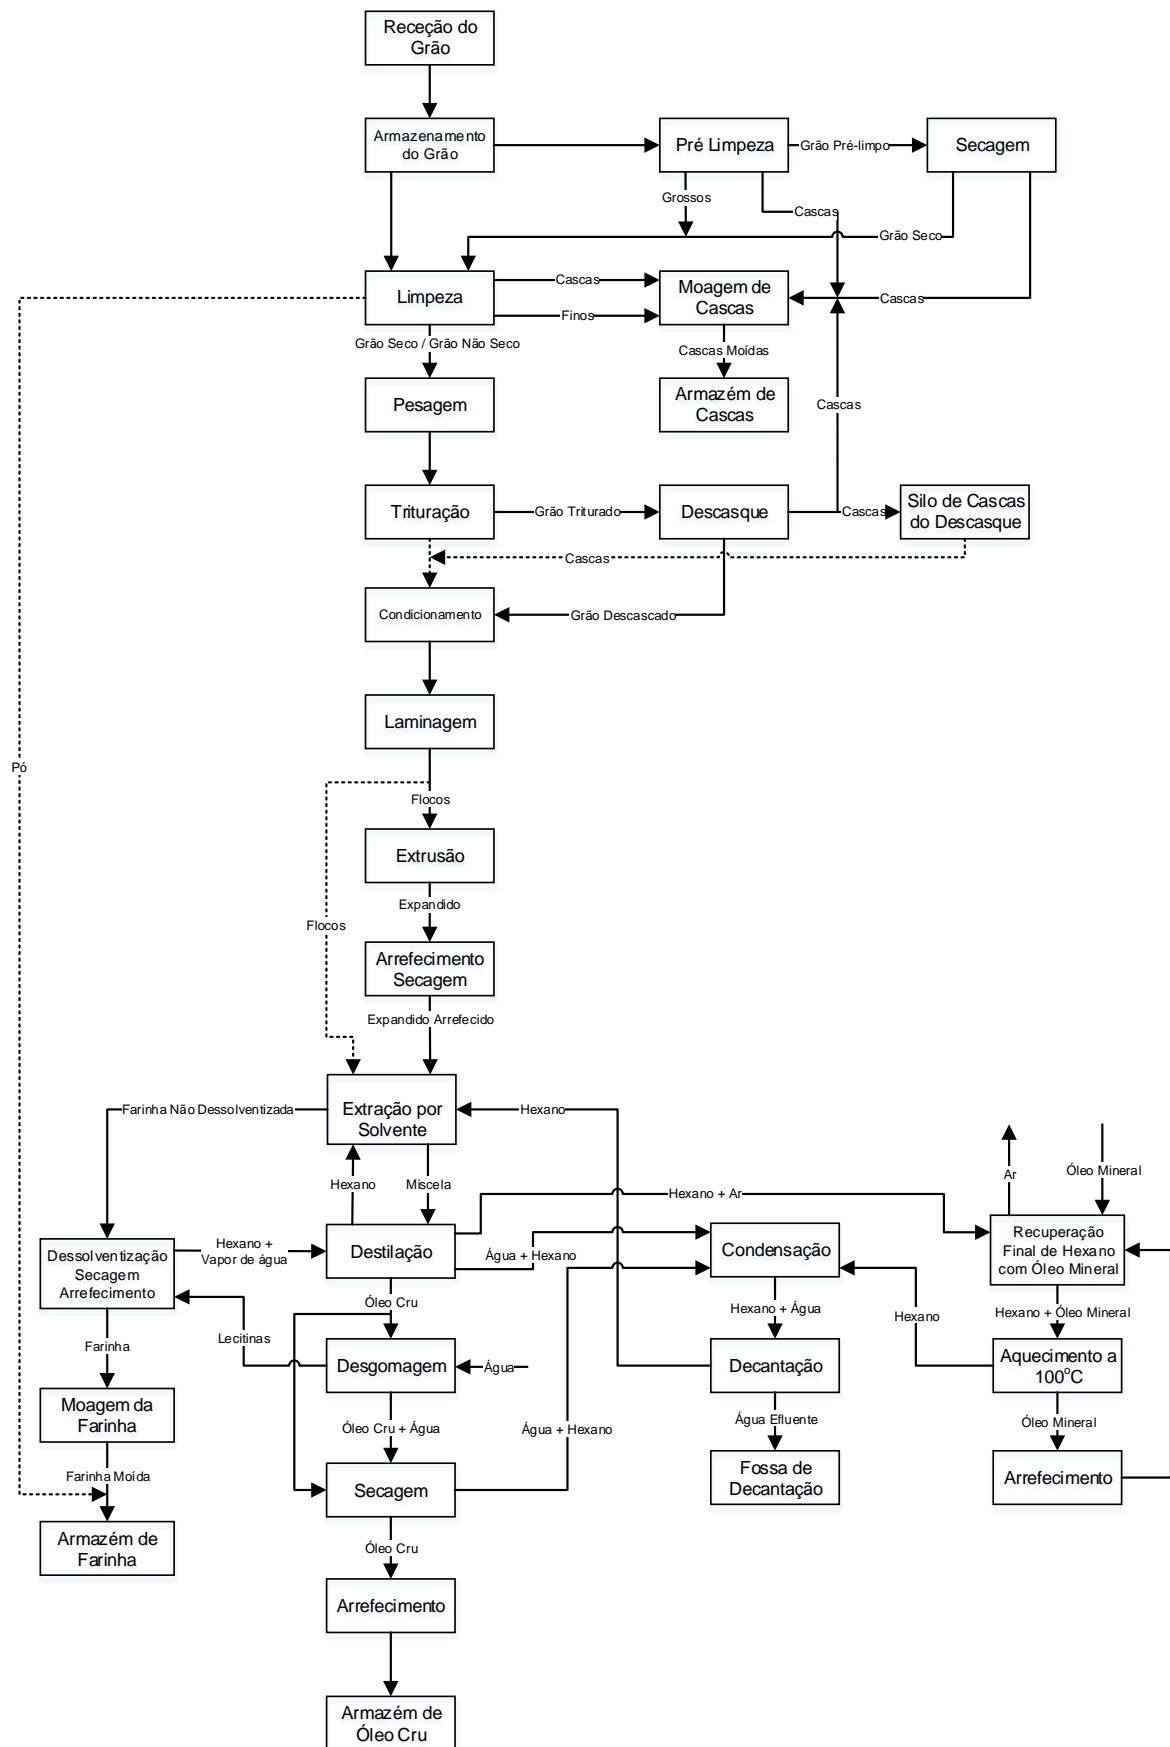 Receção do
Grão
Armazenamento
do Grão
Pré Limpeza
Grão Pré-limpo
Secagem
Grossos
Cascas
Grão Seco
Limpeza
Cascas
Finos
Moagem de
Cascas
Cascas
Grão Seco / Grão Não Seco
Cascas Moídas
Pesagem
Armazém de
Cascas
Cascas
Trituração
Grão Triturado
Descasque
Cascas
Silo de Cascas
do Descasque
Cascas
Condicionamento
Grão Descascado
Laminagem
Pó
Flocos
Extrusão
Expandido
Flocos
Arrefecimento
Secagem
Expandido Arrefecido
Farinha Não Dessolventizada
Extração por
Solvente
Hexano
Hexano
Miscela
Hexano + Ar
Ar
Óleo Mineral
Dessolventização
Secagem
Arrefecimento
Hexano +
Vapor de água
Destilação
Água + Hexano
Condensação
Recuperação
Final de Hexano
com Óleo Mineral
Óleo Cru
Hexano + Água
Hexano
Hexano + Óleo Mineral
Farinha
Lecitinas
Desgomagem
Água
Decantação
Aquecimento a
100°C
Moagem da
Farinha
Óleo Cru + Água
Água + Hexano
Água Efluente
Óleo Mineral
Farinha Moída
Secagem
Fossa de
Decantação
Arrefecimento
Armazém de
Farinha
Óleo Cru
Arrefecimento
Armazém de
Óleo Cru